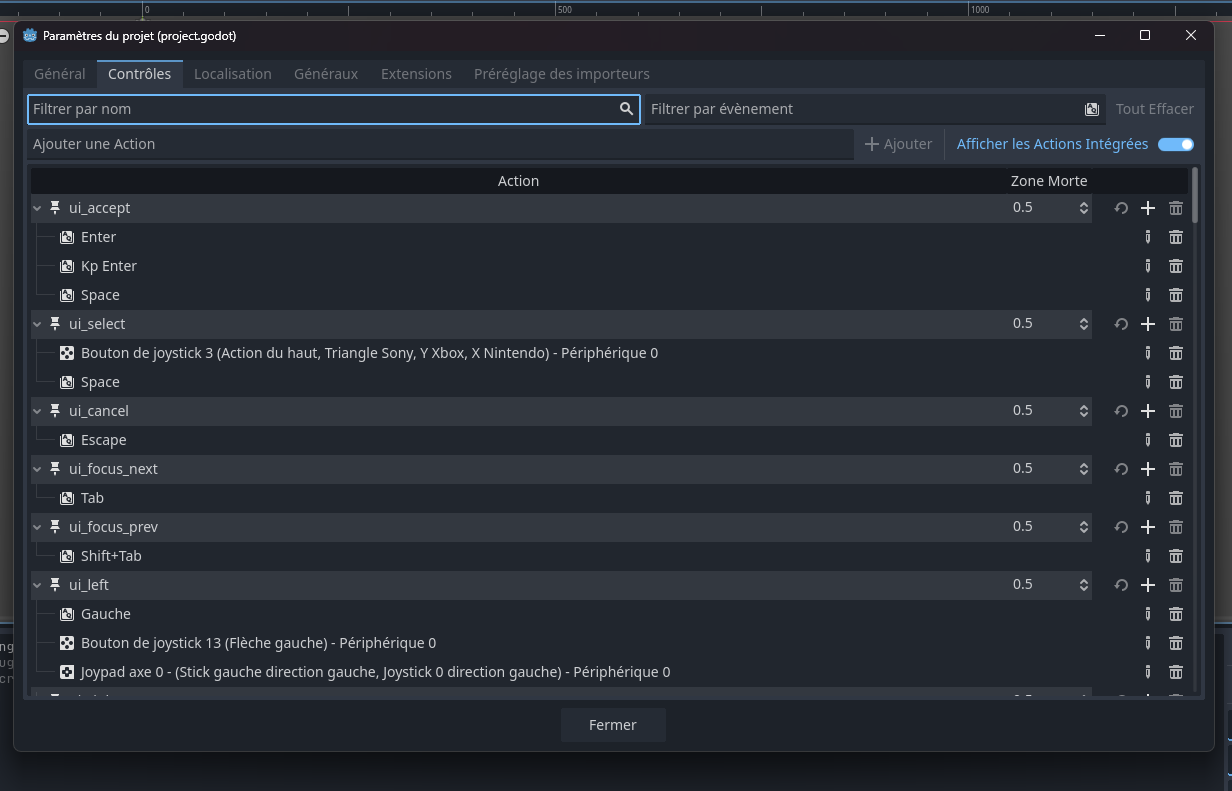 0 500 1000
Paramètres du projet (project.godot)
Général Contrôles Localisation Généraux Extensions Préréglage des importeurs
Filtrer par nom Filtrer par évènement Tout Effacer
Ajouter une Action Ajouter Afficher les Actions Intégrées
Action Zone Morte
ui_accept 0.5
Enter
Kp Enter
Space
ui_select 0.5
Bouton de joystick 3 (Action du haut, Triangle Sony, Y Xbox, X Nintendo) - Périphérique 0
Space
ui_cancel 0.5
Escape
ui_focus_next 0.5
Tab
ui_focus_prev 0.5
Shift+Tab
ui_left 0.5
Gauche
Bouton de joystick 13 (Flèche gauche) - Périphérique 0
Joypad axe 0 - (Stick gauche direction gauche, Joystick 0 direction gauche) - Périphérique 0
Fermer